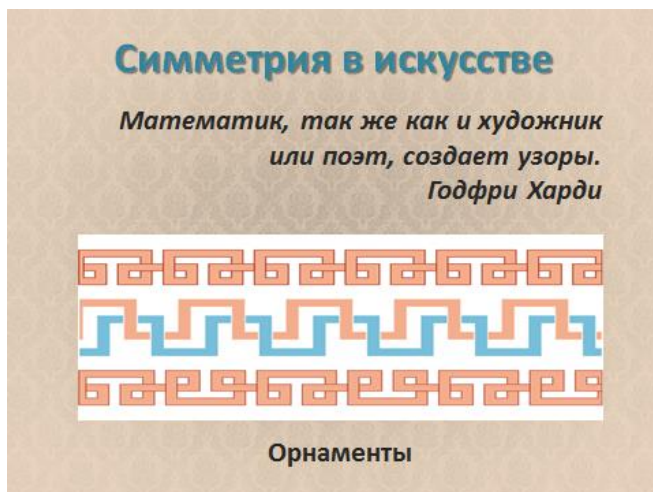 Симметрия в искусстве
Математик, так же как и художник
или поэт, создает узоры.
Годфри Харди
Орнаменты